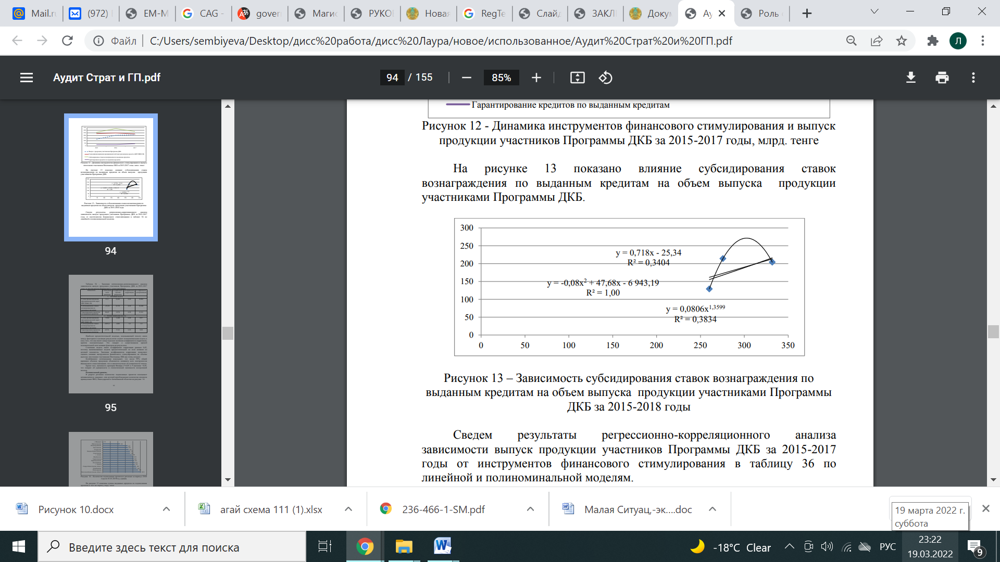 Mail.r
(972)
EM-M
CAG -
gover
Маги
РУКО
Новая
RegTe
Слай
ЗАКЛ
Доку
Ау
Роль
Файл
C:/Users/sembiyeva/Desktop/дисс%20работа/дисс%20Лаура/новое/использованное/Аудит%20Страт%20и%20ГП.pdf
Л
Аудит Страт и ГП.pdf
94 / 155
85%
94
95
Гарантирование кредитов по выданным кредитам
Рисунок 12 - Динамика инструментов финансового стимулирования и выпуск
продукции участников Программы ДКБ за 2015-2017 годы, млрд. тенге
На рисунке 13 показано влияние субсидирования ставок
вознаграждения по выданным кредитам на объем выпуска продукции
участниками Программы ДКБ.
300
250
200
150
100
50
0
y = 0,718x - 25,34
R² = 0,3404
y = -0,08x² + 47,68x - 6 943,19
R² = 1,00
y = 0,0806x^1,3599
R² = 0,3834
0 50 100 150 200 250 300 350
Рисунок 13 – Зависимость субсидирования ставок вознаграждения по
выданным кредитам на объем выпуска продукции участниками Программы
ДКБ за 2015-2018 годы
Сведем результаты регрессионно-корреляционного анализа
зависимости выпуск продукции участников Программы ДКБ за 2015-2017
годы от инструментов финансового стимулирования в таблицу 36 по
линейной и полиноминальной моделям.
Рисунок 10.docx
агай схема 111 (1).xlsx
236-466-1-SM.pdf
Малая Ситуац,-эк....doc
19 марта 2022 г.
суббота
Введите здесь текст для поиска
W
-18°C Clear
РУС
23:22
19.03.2022
9